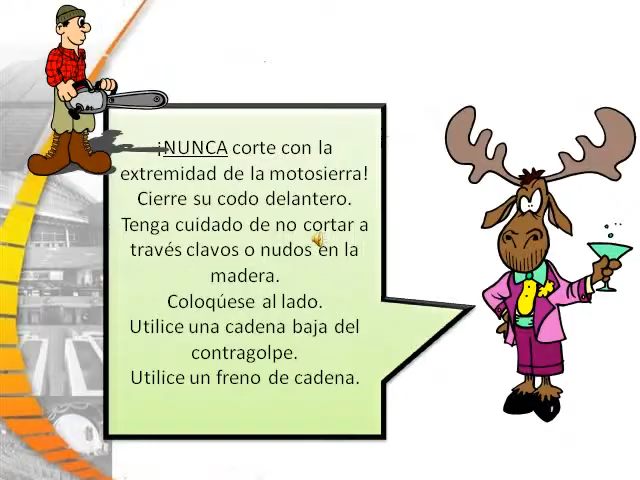 ¡NUNCA corte con la
extremidad de la motosierra!
Cierre su codo delantero.
Tenga cuidado de no cortar a
través clavos o nudos en la
madera.
Coloqúese al lado.
Utilice una cadena baja del
contragolpe.
Utilice un freno de cadena.